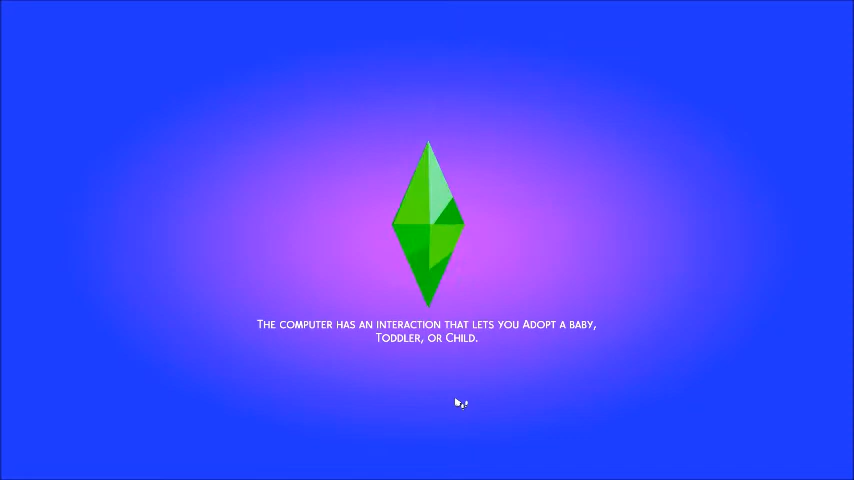 The computer has an interaction that lets you Adopt a baby,
Toddler, or Child.